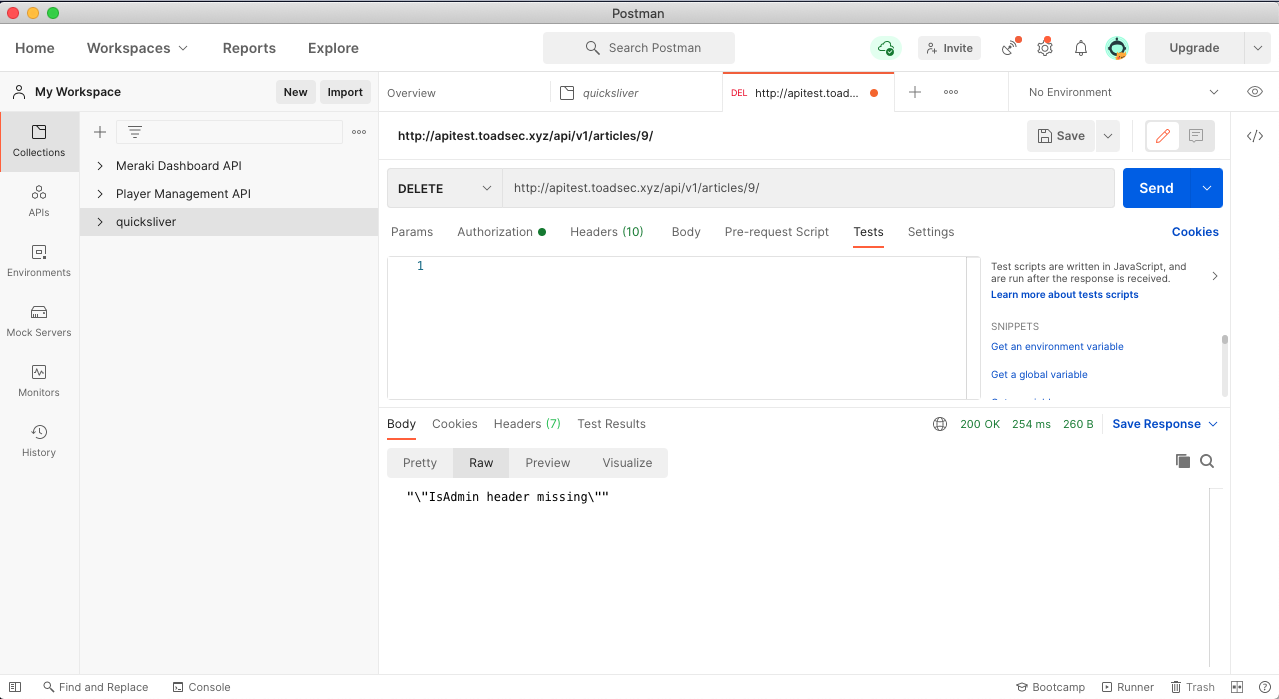 Postman
Home Workspaces Reports Explore Search Postman Invite Upgrade
My Workspace New Import
Overview quicksliver DEL http://apitest.toadsec.xyz/toad... No Environment
Collections
APIs
Environments
Mock Servers
Monitors
History
Meraki Dashboard API
Player Management API
quicksliver
http://apitest.toadsec.xyz/api/v1/articles/9/ Save
DELETE http://apitest.toadsec.xyz/api/v1/articles/9/ Send
Params Authorization Headers (10) Body Pre-request Script Tests Settings Cookies
1
Test scripts are written in JavaScript, and
are run after the response is received.
Learn more about tests scripts
SNIPPETS
Get an environment variable
Get a global variable
Body Cookies Headers (7) Test Results 200 OK 254 ms 260 B Save Response
Pretty Raw Preview Visualize
"\"IsAdmin header missing\""
Find and Replace Console Bootcamp Runner Trash